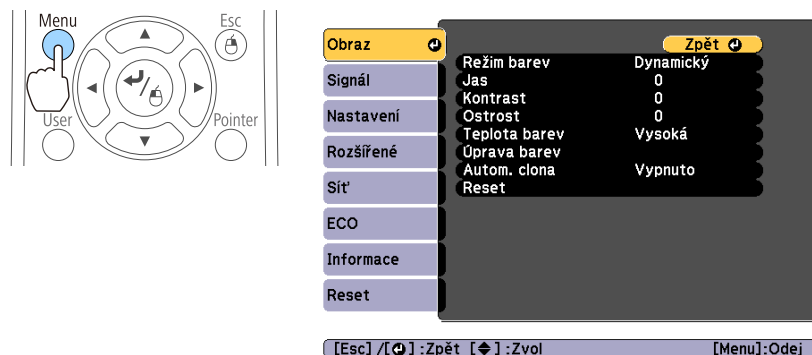 Menu
Esc
User
Pointer
Obraz
Signál
Nastavení
Rozšířené
Síť
ECO
Informace
Reset
Zpět
Režim barev Dynamický
Jas 0
Kontrast 0
Ostrost 0
Teplota barev Vysoká
Úprava barev
Autom. clona Vypnuto
Reset
[Esc] /[ ] :Zpět [ ] :Zvol [Menu]:Odej